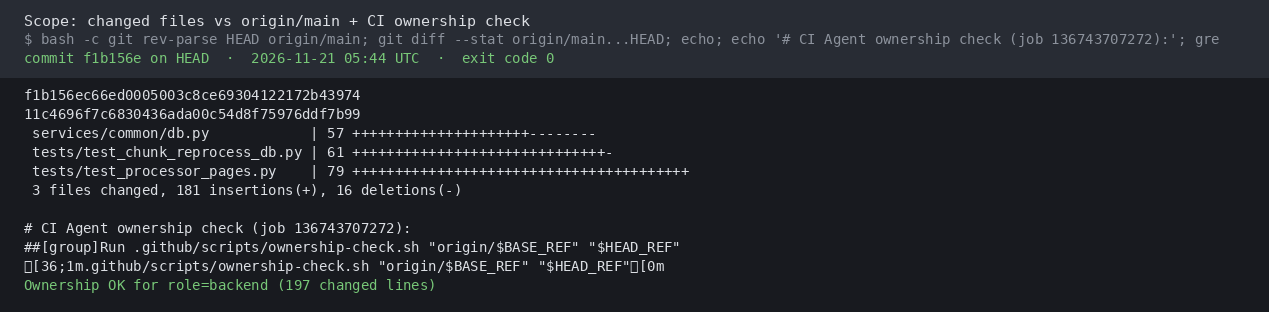 Scope: changed files vs origin/main + CI ownership check
$ bash -c git rev-parse HEAD origin/main; git diff --stat origin/main...HEAD; echo; echo '# CI Agent ownership check (job 136743707272):'; gre
commit f1b156e on HEAD · 2026-11-21 05:44 UTC · exit code 0
f1b156ec66ed0005003c8ce69304122172b43974
11c4696f7c6830436ada00c54d8f75976ddf7b99
services/common/db.py | 57 +++++++++++++++++++++--------
tests/test_chunk_reprocess_db.py | 61 ++++++++++++++++++++++++++++++-
tests/test_processor_pages.py | 79 ++++++++++++++++++++++++++++++++++++++++
3 files changed, 181 insertions(+), 16 deletions(-)
# CI Agent ownership check (job 136743707272):
##[group]Run .github/scripts/ownership-check.sh "origin/$BASE_REF" "$HEAD_REF"
[36;1m.github/scripts/ownership-check.sh "origin/$BASE_REF" "$HEAD_REF"[0m
Ownership OK for role=backend (197 changed lines)